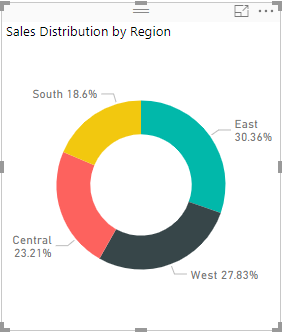 Sales Distribution by Region
South 18.6%
East
30.36%
Central
23.21%
West 27.83%